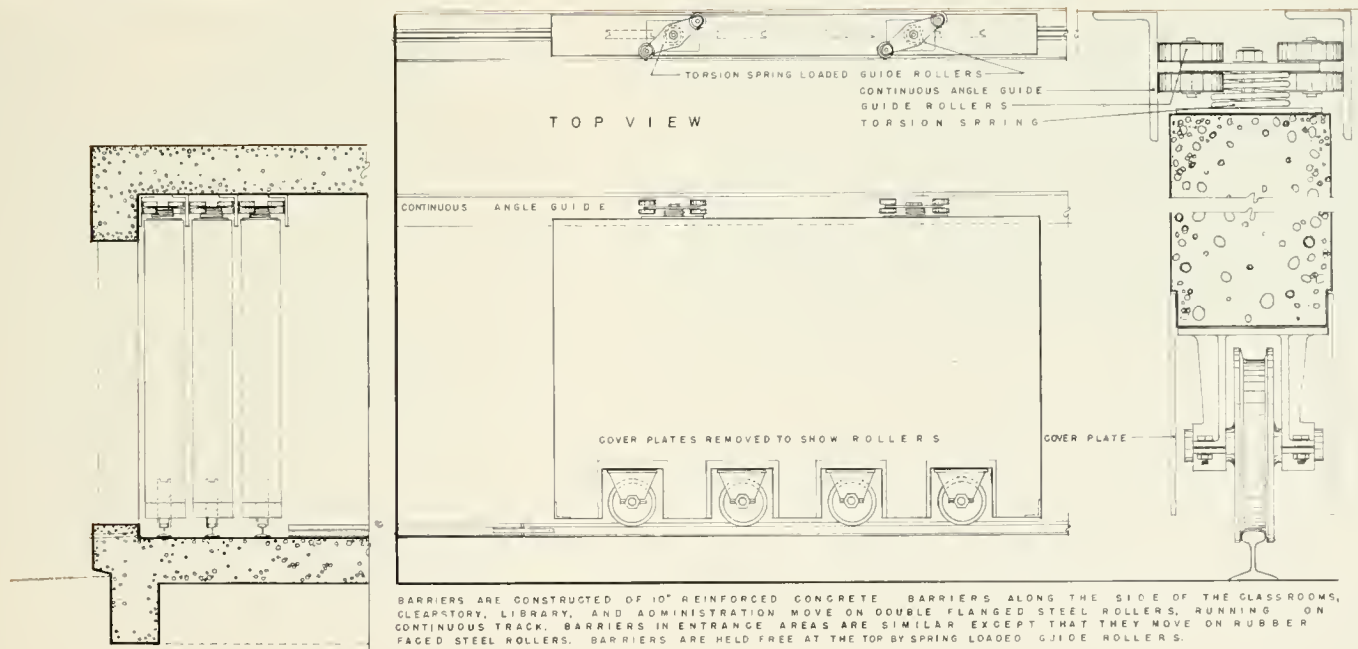 TORSION SPRING LOADED GUIDE ROLLERS
CONTINUOUS ANGLE GUIDE
GUIDE ROLLERS
TORSION SPRING
TOP VIEW
CONTINUOUS ANGLE GUIDE
COVER PLATES REMOVED TO SHOW ROLLERS
COVER PLATE
BARRIERS ARE CONSTRUCTED OF 10" REINFORCED CONCRETE BARRIERS ALONG THE SIDE OF THE CLASSROOMS,
CLEARSTORY, LIBRARY, AND ADMINISTRATION MOVE ON DOUBLE FLANGED STEEL ROLLERS, RUNNING ON
CONTINUOUS TRACK. BARRIERS IN ENTRANCE AREAS ARE SIMILAR EXCEPT THAT THEY MOVE ON RUBBER
FACED STEEL ROLLERS. BARRIERS ARE HELD FREE AT THE TOP BY SPRING LOADED GUIDE ROLLERS.